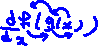 d/dx f(g(x))